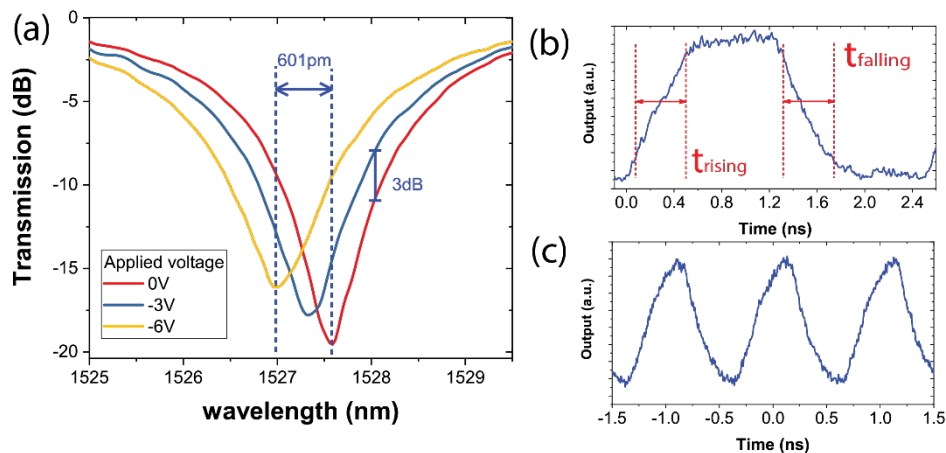 (a)
0
-5
-10
-15
-20
Transmission (dB)
601pm
3dB
Applied voltage
0V
-3V
-6V
1525
1526
1527
1528
1529
wavelength (nm)
(b)
Output (a.u.)
trising
tfalling
0.0
0.4
0.8
1.2
1.6
2.0
2.4
Time (ns)
(c)
Output (a.u.)
-1.5
-1.0
-0.5
0.0
0.5
1.0
1.5
Time (ns)